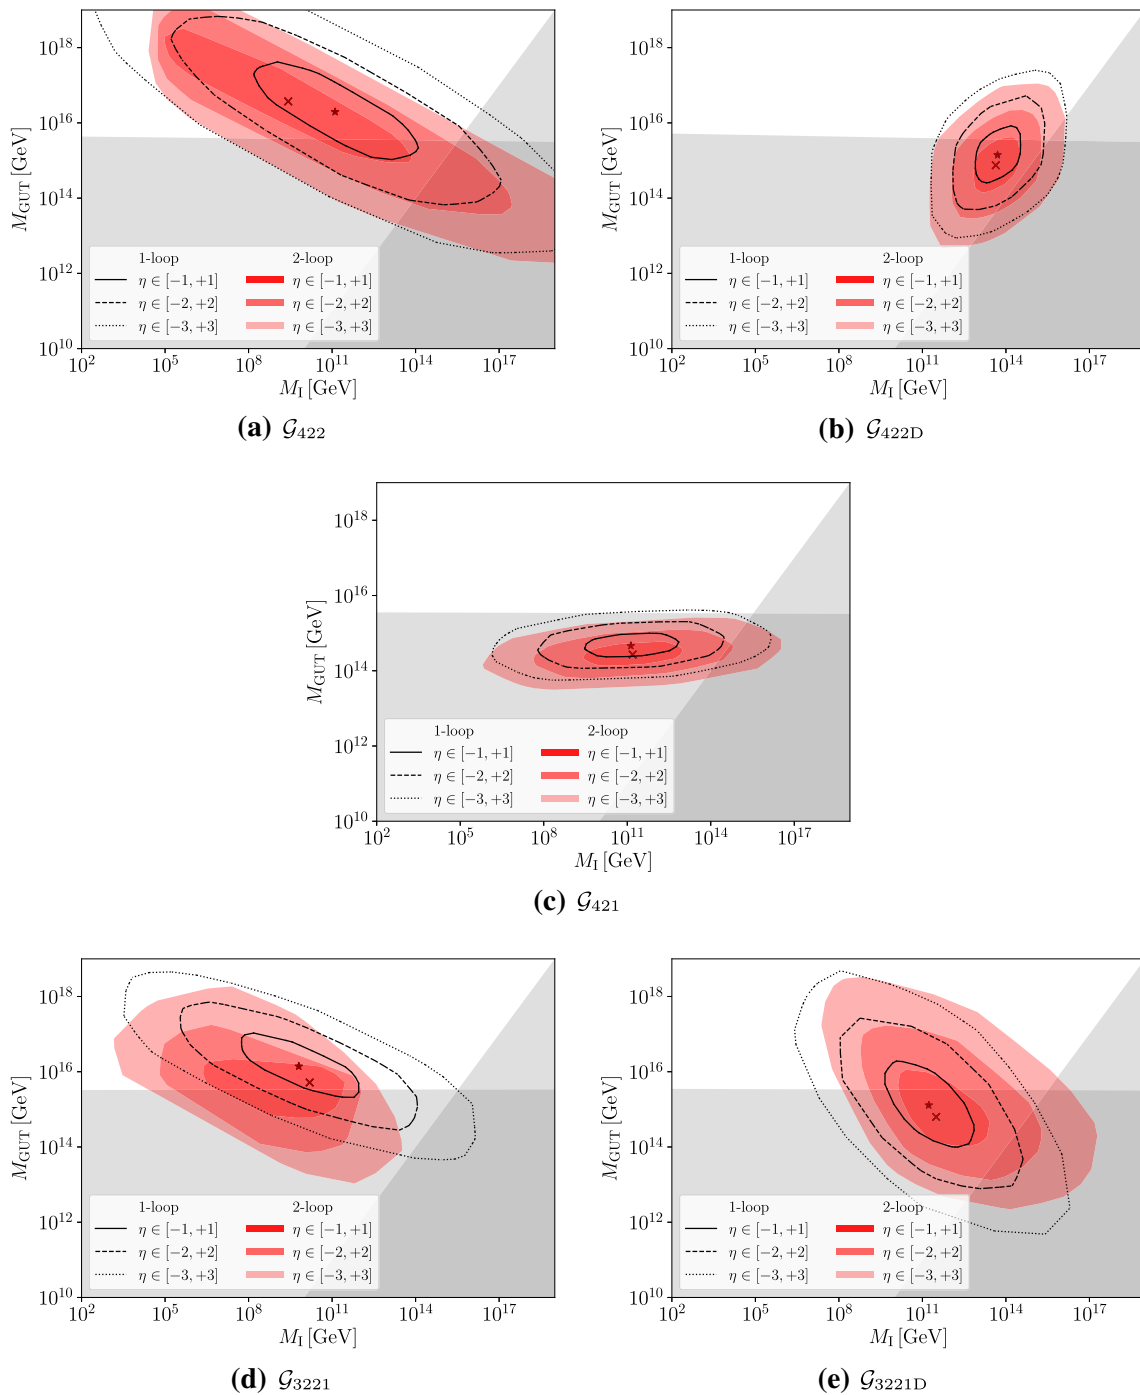 10^18
10^16
10^14
10^12
10^10
M_GUT [GeV]
1-loop 2-loop
η ∈ [−1, +1] η ∈ [−1, +1]
η ∈ [−2, +2] η ∈ [−2, +2]
η ∈ [−3, +3] η ∈ [−3, +3]
10^2 10^5 10^8 10^11 10^14 10^17
M_I [GeV]
(a) 𝒢_422
10^18
10^16
10^14
10^12
10^10
M_GUT [GeV]
1-loop 2-loop
η ∈ [−1, +1] η ∈ [−1, +1]
η ∈ [−2, +2] η ∈ [−2, +2]
η ∈ [−3, +3] η ∈ [−3, +3]
10^2 10^5 10^8 10^11 10^14 10^17
M_I [GeV]
(b) 𝒢_422D
10^18
10^16
10^14
10^12
10^10
M_GUT [GeV]
1-loop 2-loop
η ∈ [−1, +1] η ∈ [−1, +1]
η ∈ [−2, +2] η ∈ [−2, +2]
η ∈ [−3, +3] η ∈ [−3, +3]
10^2 10^5 10^8 10^11 10^14 10^17
M_I [GeV]
(c) 𝒢_421
10^18
10^16
10^14
10^12
10^10
M_GUT [GeV]
1-loop 2-loop
η ∈ [−1, +1] η ∈ [−1, +1]
η ∈ [−2, +2] η ∈ [−2, +2]
η ∈ [−3, +3] η ∈ [−3, +3]
10^2 10^5 10^8 10^11 10^14 10^17
M_I [GeV]
(d) 𝒢_3221
10^18
10^16
10^14
10^12
10^10
M_GUT [GeV]
1-loop 2-loop
η ∈ [−1, +1] η ∈ [−1, +1]
η ∈ [−2, +2] η ∈ [−2, +2]
η ∈ [−3, +3] η ∈ [−3, +3]
10^2 10^5 10^8 10^11 10^14 10^17
M_I [GeV]
(e) 𝒢_3221D